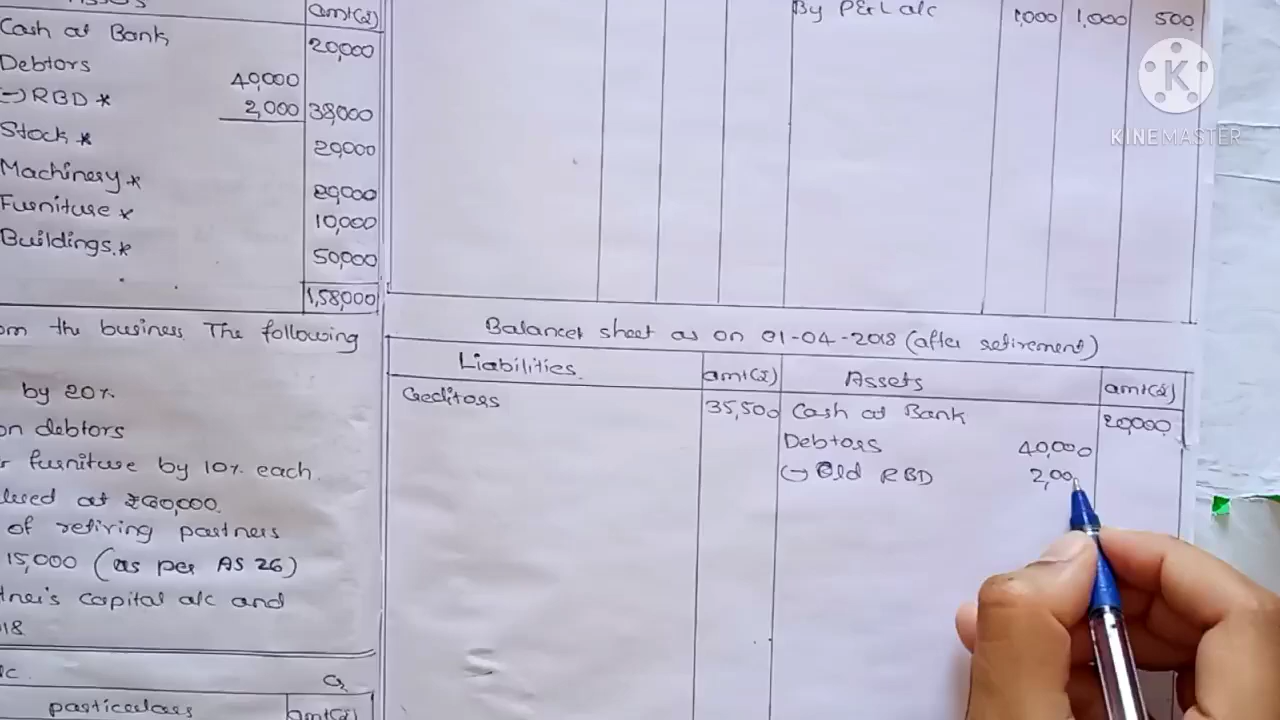 amt(₹)
Cash at Bank 20,000
Debtors 40,000
(-) RBD * 2,000 38,000
Stock * 20,000
Machinery * 20,000
Furniture * 10,000
Buildings * 50,000
1,58,000
om the business. The following
by 20%
on debtors
furniture by 10% each.
at ₹60,000.
of retiring partners
15,000 (as per AS 26)
tner's capital a/c and
18
Cr
particulars amt(₹)
By P&L a/c 1,000 1,000 500
KINEMASTER
Balance sheet as on 01-04-2018 (after retirement)
Liabilities amt(₹) Assets amt(₹)
Creditors 35,500 Cash at Bank 20,000
Debtors 40,000
(-) Old RBD 2,00